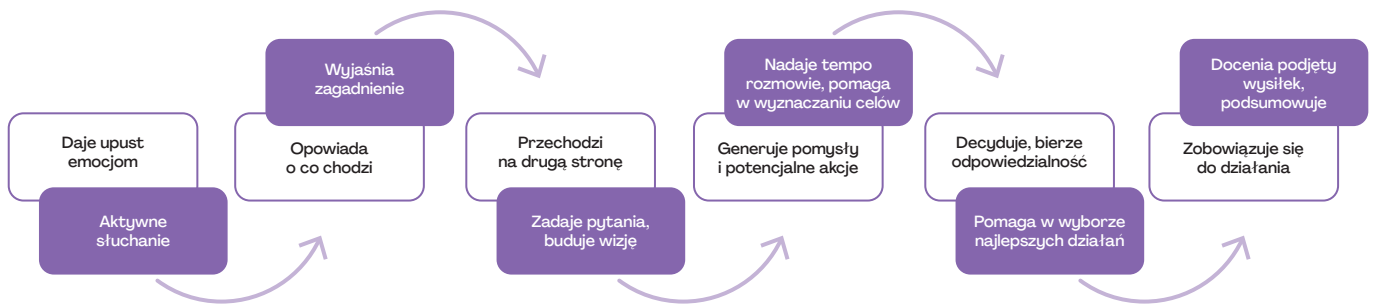 Daje upust
emocjom
Aktywne
słuchanie
Wyjaśnia
zagadnienie
Opowiada
o co chodzi
Przechodzi
na drugą stronę
Zadaje pytania,
buduje wizję
Nadaje tempo
rozmowie, pomaga
w wyznaczaniu celów
Generuje pomysły
i potencjalne akcje
Decyduje, bierze
odpowiedzialność
Pomaga w wyborze
najlepszych działań
Docenia podjęty
wysiłek,
podsumowuje
Zobowiązuje się
do działania